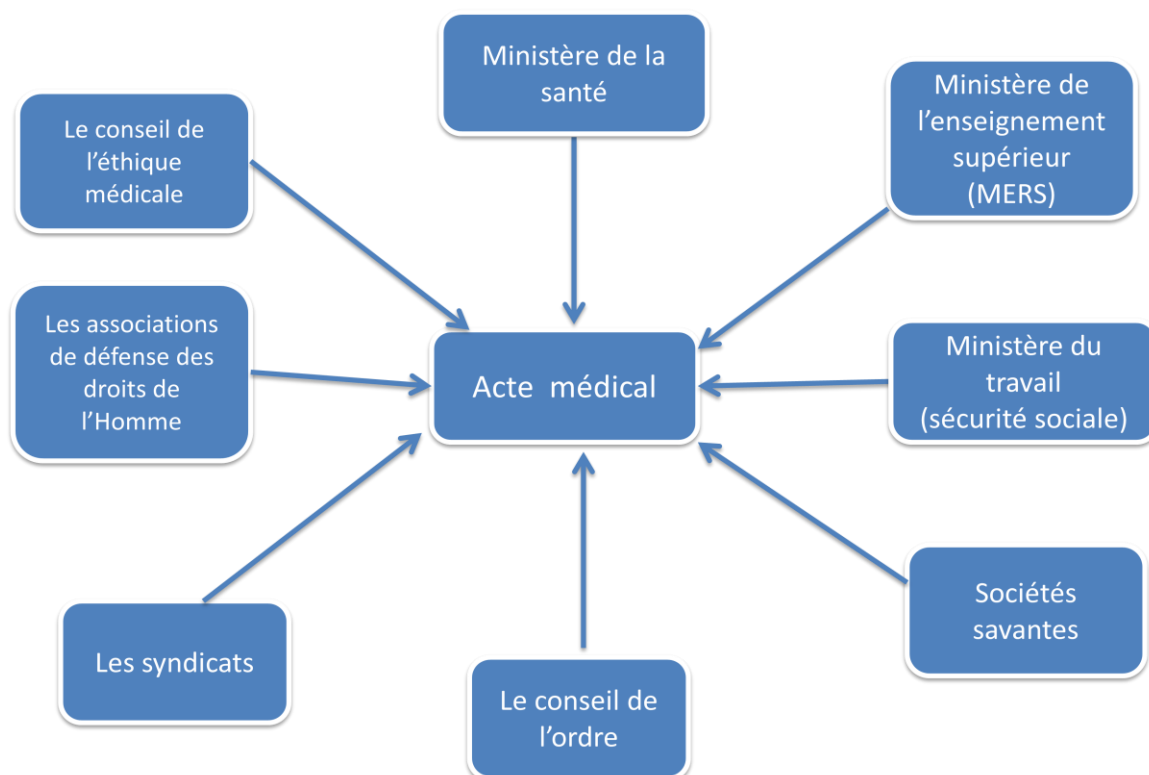 Ministère de la
santé
Ministère de
l’enseignement
supérieur
(MERS)
Le conseil de
l’éthique
médicale
Les associations
de défense des
droits de
l’Homme
Acte médical
Ministère du
travail
(sécurité sociale)
Les syndicats
Le conseil de
l’ordre
Sociétés
savantes